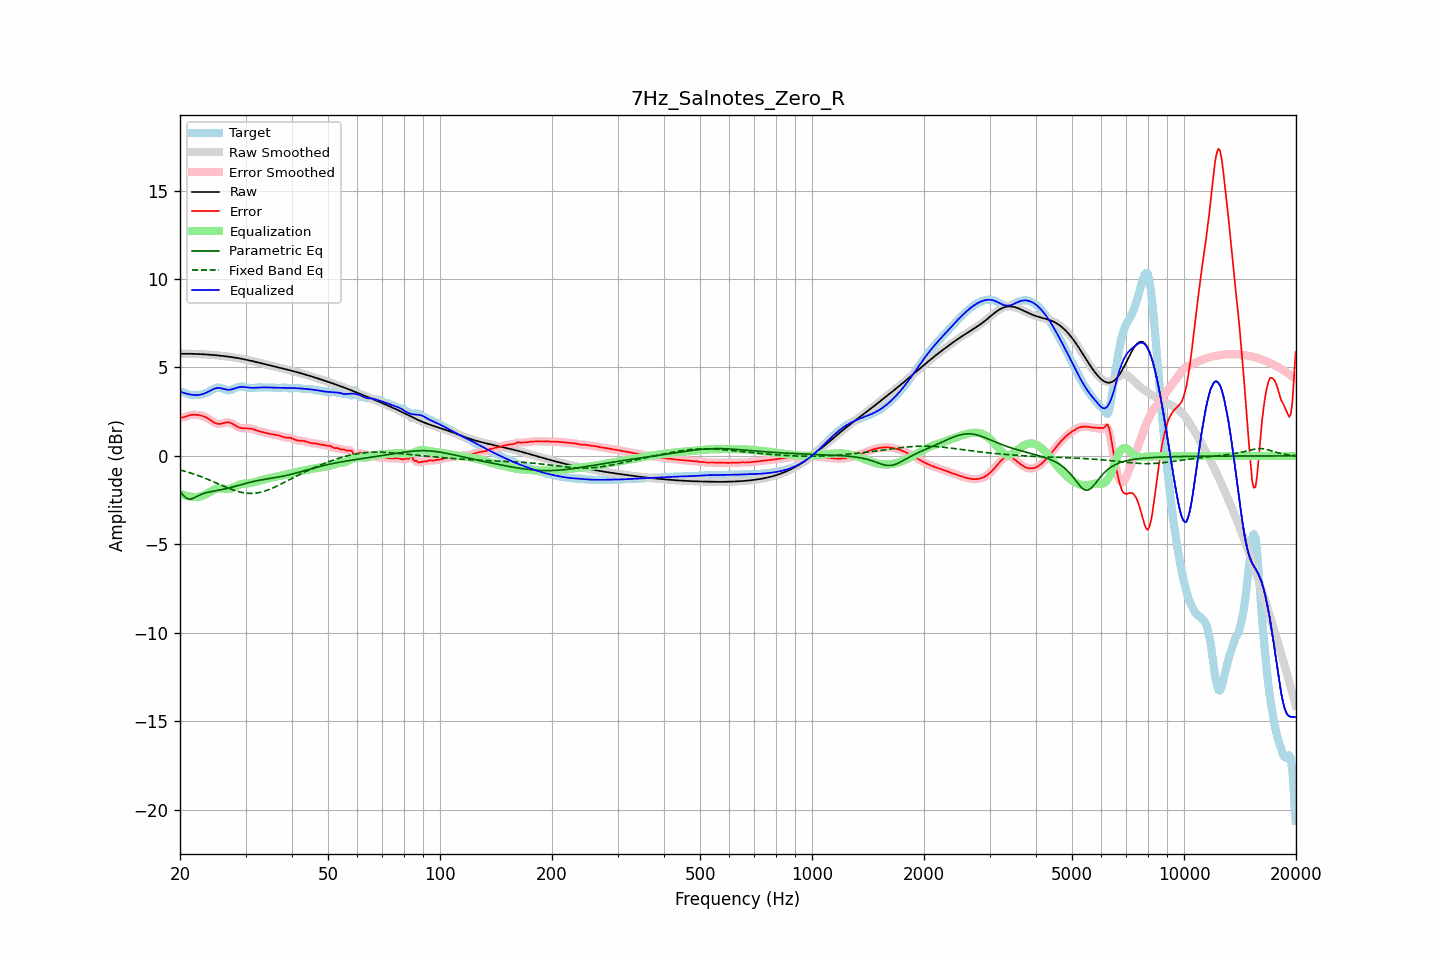 7Hz_Salnotes_Zero_R
Target
Raw Smoothed
Error Smoothed
Raw
Error
Equalization
Parametric Eq
Fixed Band Eq
Equalized
Amplitude (dBr)
15
10
5
0
−5
−10
−15
−20
20 50 100 200 500 1000 2000 5000 10000 20000
Frequency (Hz)